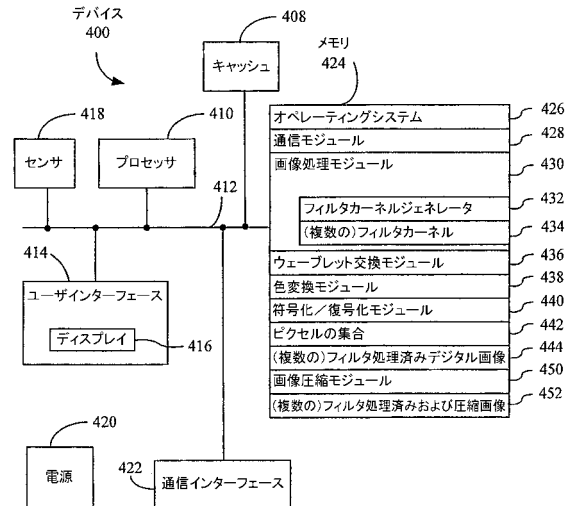 デバイス
400
408
キャッシュ
メモリ
424
418
センサ
410
プロセッサ
412
414
ユーザインターフェース
ディスプレイ
416
420
電源
422
通信インターフェース
オペレーティングシステム
426
通信モジュール
428
画像処理モジュール
430
フィルタカーネルジェネレータ
432
(複数の)フィルタカーネル
434
ウェーブレット交換モジュール
436
色変換モジュール
438
符号化/復号化モジュール
440
ピクセルの集合
442
(複数の)フィルタ処理済みデジタル画像
444
画像圧縮モジュール
450
(複数の)フィルタ処理済みおよび圧縮画像
452